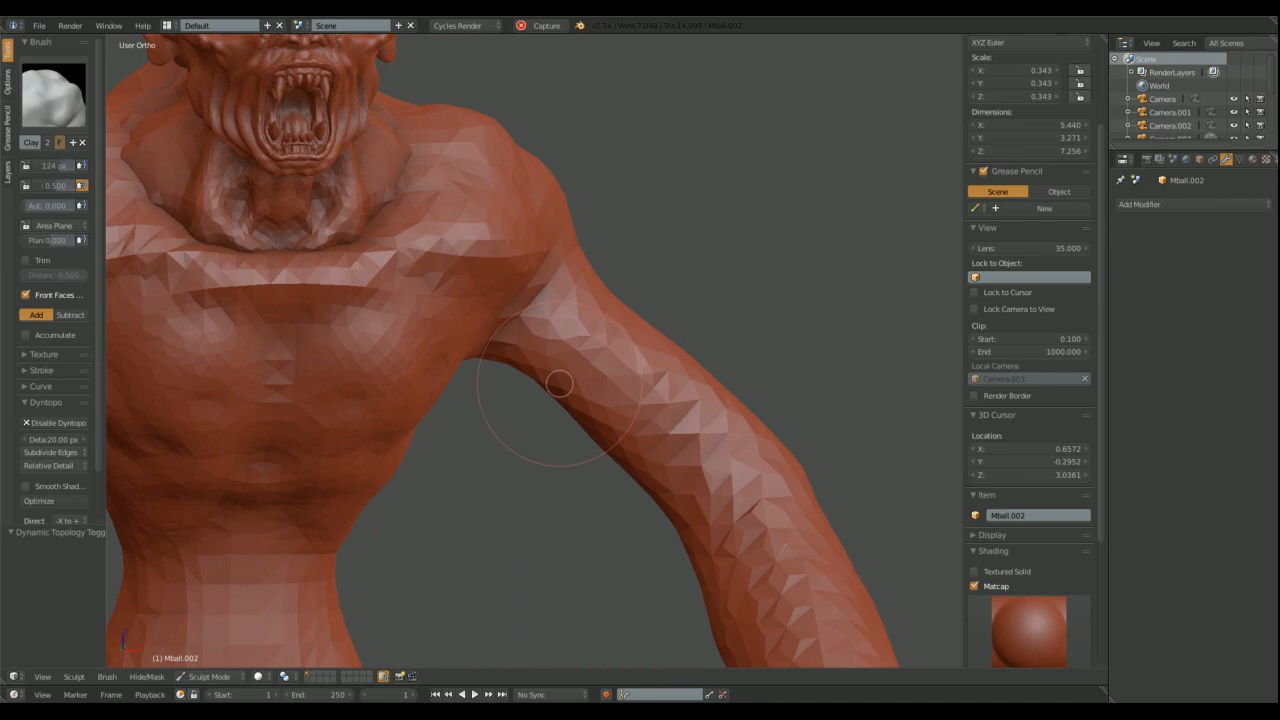 File
Render
Window
Help
Default
Scene
Cycles Render
Capture
v2.74 | Verts:7,048 | Tris:14,090 | Mball.002
Brush
Tools
Options
Grease Pencil
Layers
Clay
2
F
124 px
: 0.500
Aut: 0.000
Area Plane
Plan:0.000
Trim
Distanc: 0.500
Front Faces ...
Add
Subtract
Accumulate
Texture
Stroke
Curve
Dyntopo
Disable Dyntopo
Deta:20.00 px
Subdivide Edges
Relative Detail
Smooth Shad...
Optimize
Direct
-X to +
Dynamic Topology Togg
User Ortho
(1) Mball.002
XYZ Euler
Scale:
X: 0.343
Y: 0.343
Z: 0.343
Dimensions:
X: 5.440
Y: 3.271
Z: 7.256
Grease Pencil
Scene
Object
New
View
Lens: 35.000
Lock to Object:
Lock to Cursor
Lock Camera to View
Clip:
Start: 0.100
End: 1000.000
Local Camera:
Camera.003
Render Border
3D Cursor
Location:
X: 0.6572
Y: -0.2952
Z: 3.0361
Item
Mball.002
Display
Shading
Textured Solid
Matcap
View
Search
All Scenes
Scene
RenderLayers
World
Camera
Camera.001
Camera.002
Mball.002
Add Modifier
View
Sculpt
Brush
Hide/Mask
Sculpt Mode
View
Marker
Frame
Playback
Start: 1
End: 250
1
No Sync